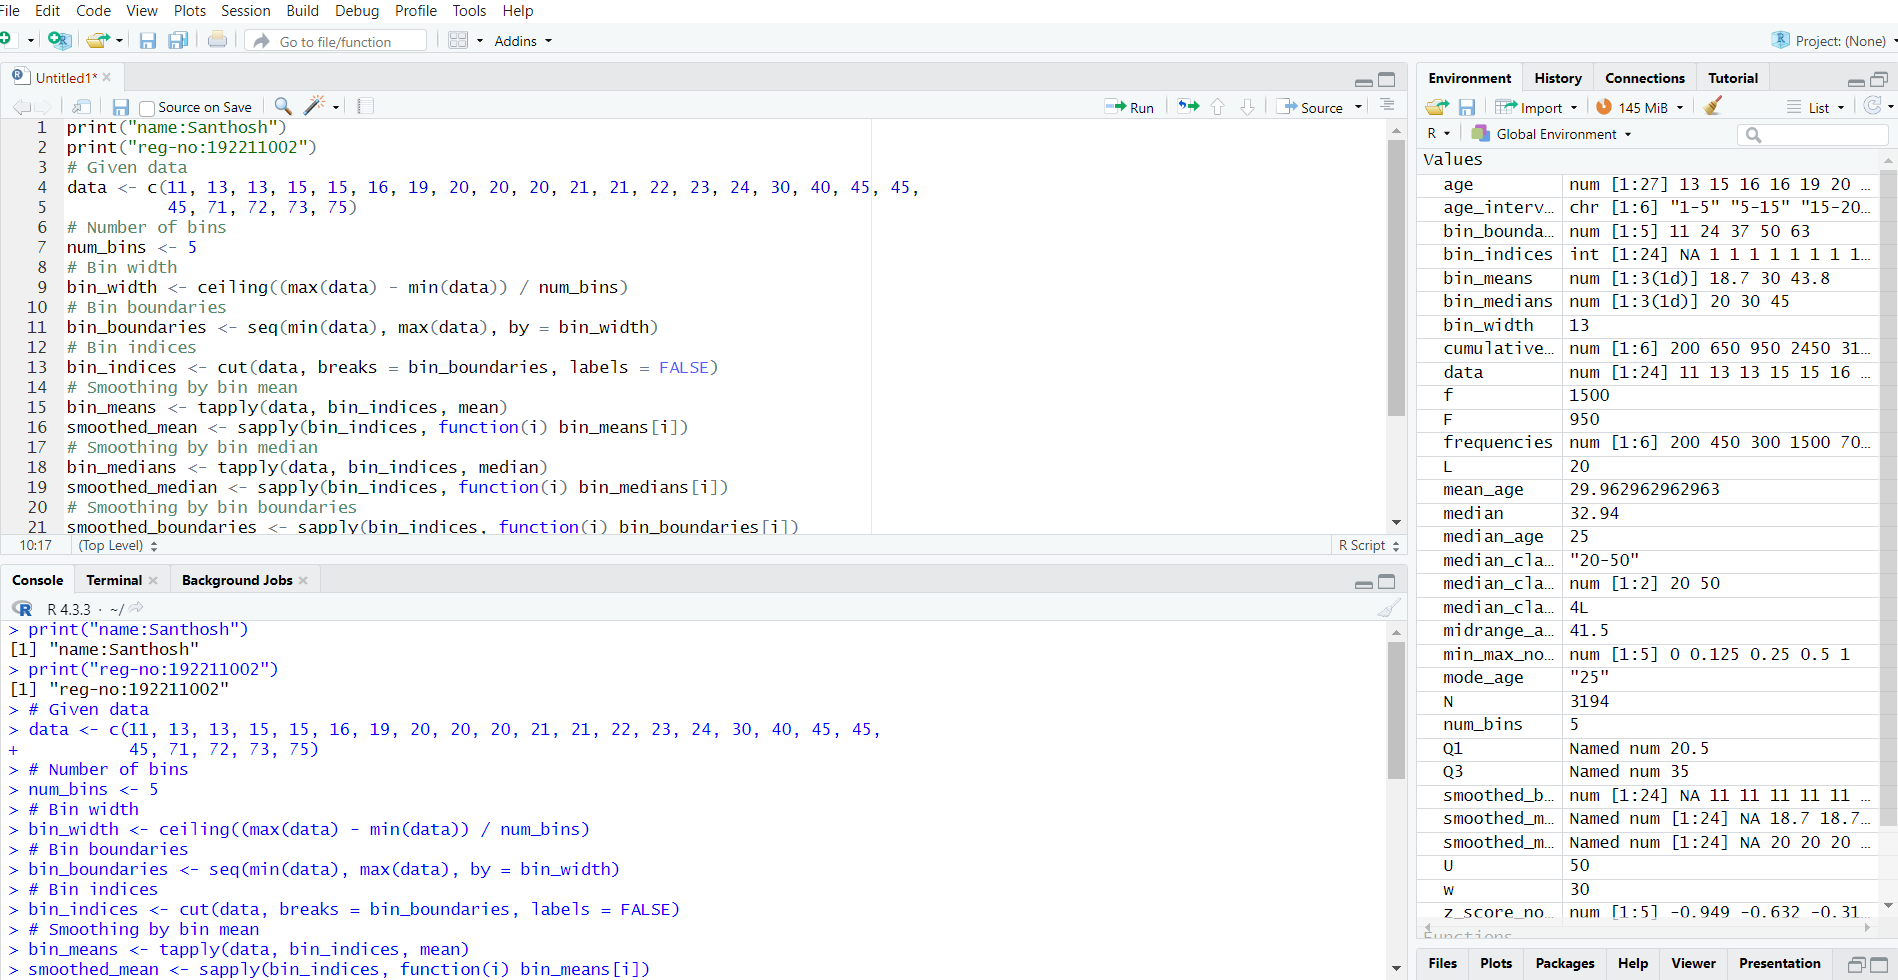 File Edit Code View Plots Session Build Debug Profile Tools Help
Go to file/function Addins Project: (None)
Untitled1*
Source on Save Run Source
1 print("name:Santhosh")
2 print("reg-no:192211002")
3 # Given data
4 data <- c(11, 13, 13, 15, 15, 16, 19, 20, 20, 20, 21, 21, 22, 23, 24, 30, 40, 45, 45,
5 45, 71, 72, 73, 75)
6 # Number of bins
7 num_bins <- 5
8 # Bin width
9 bin_width <- ceiling((max(data) - min(data)) / num_bins)
10 # Bin boundaries
11 bin_boundaries <- seq(min(data), max(data), by = bin_width)
12 # Bin indices
13 bin_indices <- cut(data, breaks = bin_boundaries, labels = FALSE)
14 # Smoothing by bin mean
15 bin_means <- tapply(data, bin_indices, mean)
16 smoothed_mean <- sapply(bin_indices, function(i) bin_means[i])
17 # Smoothing by bin median
18 bin_medians <- tapply(data, bin_indices, median)
19 smoothed_median <- sapply(bin_indices, function(i) bin_medians[i])
20 # Smoothing by bin boundaries
21 smoothed_boundaries <- sapply(bin_indices, function(i) bin_boundaries[i])
10:17 (Top Level) R Script
Console Terminal Background Jobs
R 4.3.3 · ~/
> print("name:Santhosh")
[1] "name:Santhosh"
> print("reg-no:192211002")
[1] "reg-no:192211002"
> # Given data
> data <- c(11, 13, 13, 15, 15, 16, 19, 20, 20, 20, 21, 21, 22, 23, 24, 30, 40, 45, 45,
+ 45, 71, 72, 73, 75)
> # Number of bins
> num_bins <- 5
> # Bin width
> bin_width <- ceiling((max(data) - min(data)) / num_bins)
> # Bin boundaries
> bin_boundaries <- seq(min(data), max(data), by = bin_width)
> # Bin indices
> bin_indices <- cut(data, breaks = bin_boundaries, labels = FALSE)
> # Smoothing by bin mean
> bin_means <- tapply(data, bin_indices, mean)
> smoothed_mean <- sapply(bin_indices, function(i) bin_means[i])
Environment History Connections Tutorial
Import 145 MiB List
R Global Environment
Values
age num [1:27] 13 15 16 16 19 20 ...
age_interv… chr [1:6] "1-5" "5-15" "15-20…
bin_bounda… num [1:5] 11 24 37 50 63
bin_indices int [1:24] NA 1 1 1 1 1 1 1 1…
bin_means num [1:3(1d)] 18.7 30 43.8
bin_medians num [1:3(1d)] 20 30 45
bin_width 13
cumulative… num [1:6] 200 650 950 2450 31…
data num [1:24] 11 13 13 15 15 16 …
f 1500
F 950
frequencies num [1:6] 200 450 300 1500 70…
L 20
mean_age 29.962962962963
median 32.94
median_age 25
median_cla… "20-50"
median_cla… num [1:2] 20 50
median_cla… 4L
midrange_a… 41.5
min_max_no… num [1:5] 0 0.125 0.25 0.5 1
mode_age "25"
N 3194
num_bins 5
Q1 Named num 20.5
Q3 Named num 35
smoothed_b… num [1:24] NA 11 11 11 11 11 …
smoothed_m… Named num [1:24] NA 18.7 18.7…
smoothed_m… Named num [1:24] NA 20 20 20 …
U 50
w 30
z_score_no… num [1:5] -0.949 -0.632 -0.31…
Functions
Files Plots Packages Help Viewer Presentation